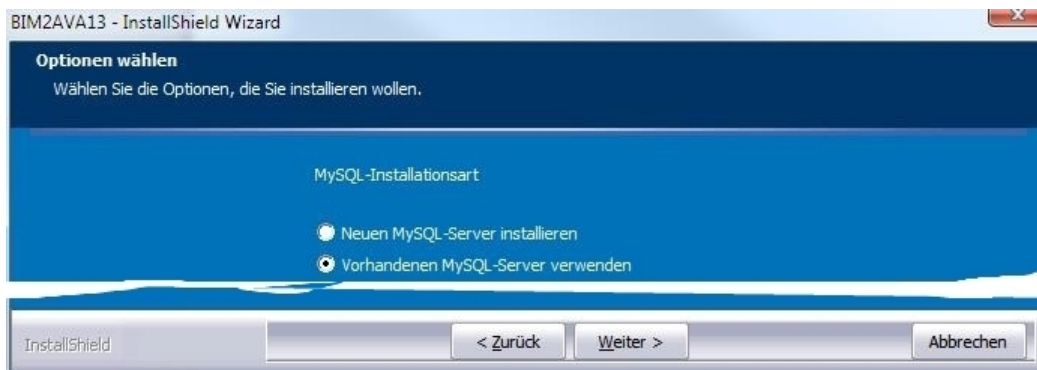 BIM2AVA13 - InstallShield Wizard
Optionen wählen
Wählen Sie die Optionen, die Sie installieren wollen.
MySQL-Installationsart
Neuen MySQL-Server installieren
Vorhandenen MySQL-Server verwenden
InstallShield
< Zurück
Weiter >
Abbrechen